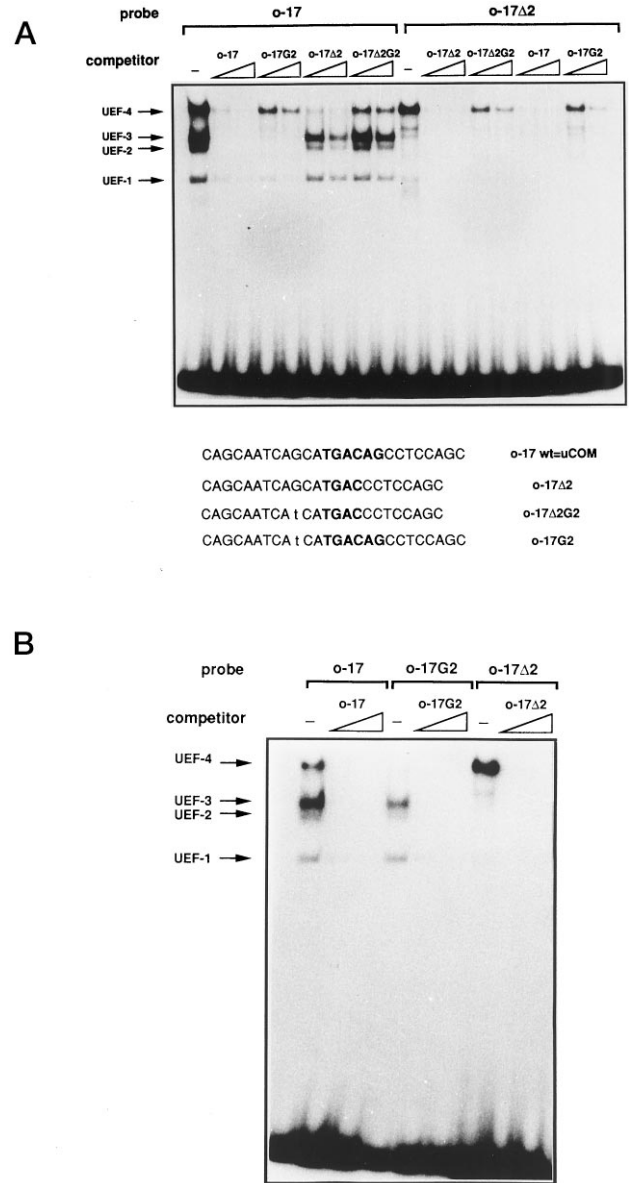 A
probe o-17 o-17Δ2
competitor – o-17 o-17G2 o-17Δ2 o-17Δ2G2 – o-17Δ2 o-17Δ2G2 o-17 o-17G2
UEF-4
UEF-3
UEF-2
UEF-1
CAGCAATCAGCATGACAGCCTCCAGC o-17 wt=uCOM
CAGCAATCAGCATGACCCTCCAGC o-17Δ2
CAGCAATCA t CATGACCCTCCAGC o-17Δ2G2
CAGCAATCA t CATGACAGCCTCCAGC o-17G2
B
probe o-17 o-17G2 o-17Δ2
competitor – o-17 – o-17G2 – o-17Δ2
UEF-4
UEF-3
UEF-2
UEF-1